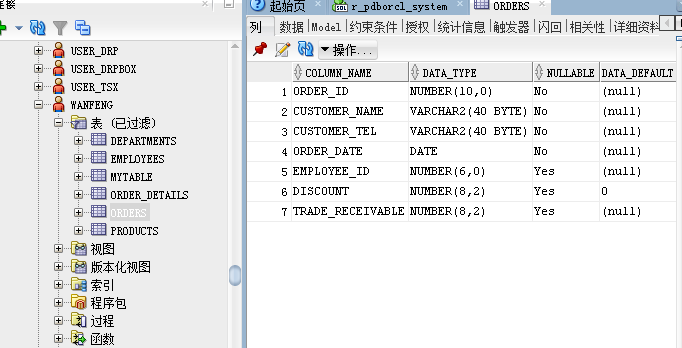 起始页 r_pdborcl_system ORDERS
列 数据 Model 约束条件 授权 统计信息 触发器 闪回 相关性 详细资料
操作...
COLUMN_NAME DATA_TYPE NULLABLE DATA_DEFAULT
1 ORDER_ID NUMBER(10,0) No (null)
2 CUSTOMER_NAME VARCHAR2(40 BYTE) No (null)
3 CUSTOMER_TEL VARCHAR2(40 BYTE) No (null)
4 ORDER_DATE DATE No (null)
5 EMPLOYEE_ID NUMBER(6,0) Yes (null)
6 DISCOUNT NUMBER(8,2) Yes 0
7 TRADE_RECEIVABLE NUMBER(8,2) Yes (null)
USER_DRP
USER_DRPBOX
USER_TSX
WANFENG
表 (已过滤)
DEPARTMENTS
EMPLOYEES
MYTABLE
ORDER_DETAILS
ORDERS
PRODUCTS
视图
版本化视图
索引
程序包
过程
函数